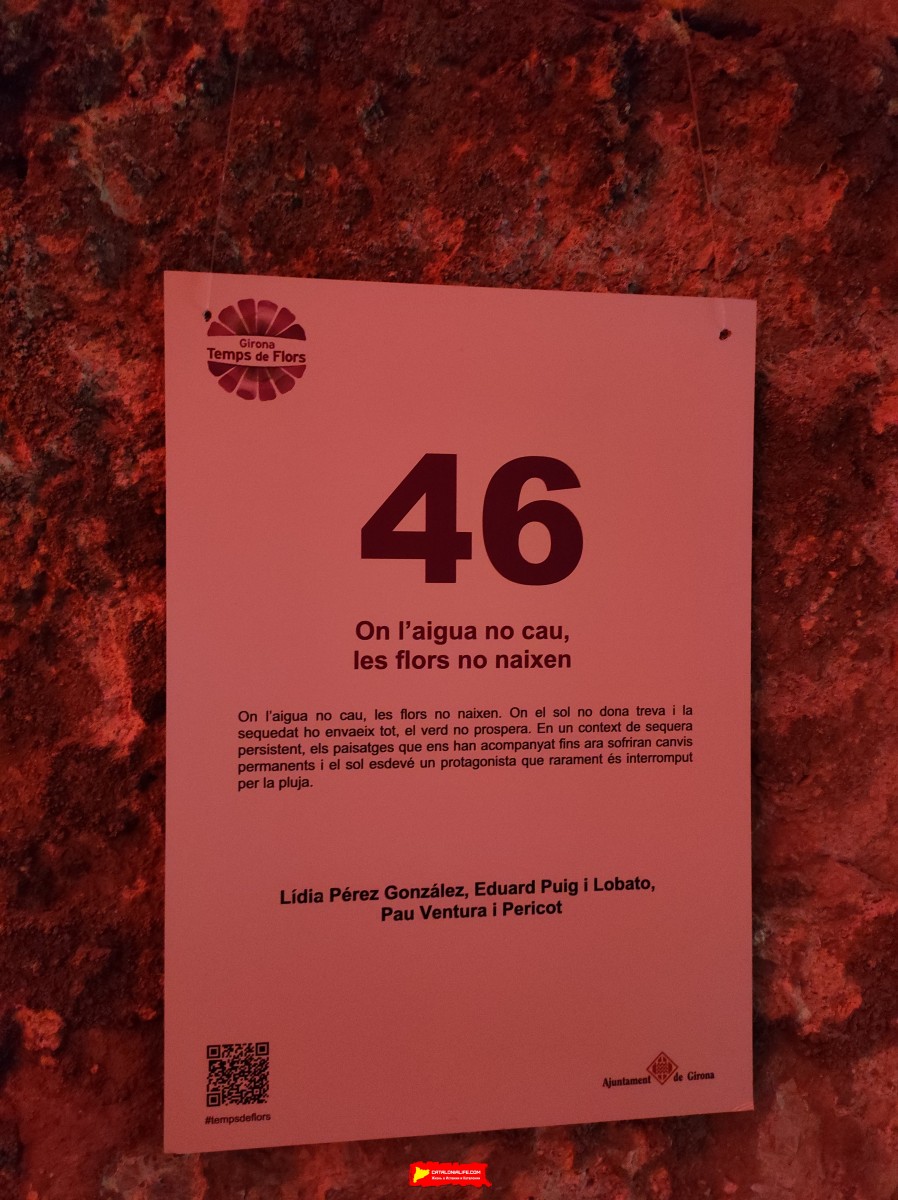 Girona
Temps de Flors
46
On l’aigua no cau,
les flors no naixen
On l’aigua no cau, les flors no naixen. On el sol no dona treva i la
sequedat ho envaeix tot, el verd no prospera. En un context de sequera
persistent, els paisatges que ens han acompanyat fins ara sofriran canvis
permanents i el sol esdevé un protagonista que rarament és interromput
per la pluja.
Lídia Pérez González, Eduard Puig i Lobato,
Pau Ventura i Pericot
#tempsdeflors
Ajuntament de Girona
CATALONIALIFE.COM